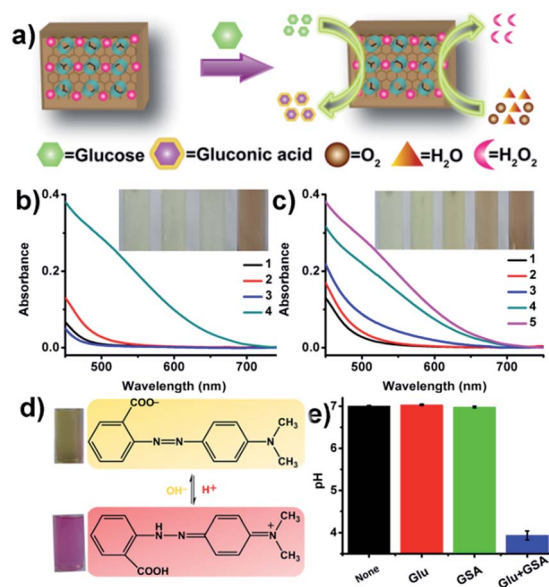 a)
=Glucose =Gluconic acid =O₂ =H₂O =H₂O₂
b)
Absorbance
0.4
0.2
0.0
500 600 700
Wavelength (nm)
1
2
3
4
c)
Absorbance
0.4
0.2
0.0
500 600 700
Wavelength (nm)
1
2
3
4
5
d)
COO⁻
N=N
N
CH₃
CH₃
OH⁻ H⁺
H
N-N
N
+
CH₃
CH₃
COOH
e)
pH
7
6
5
4
None Glu GSA Glu+GSA